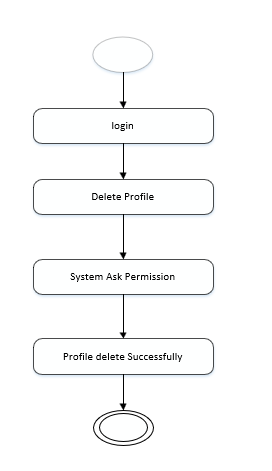 login
Delete Profile
System Ask Permission
Profile delete Successfully